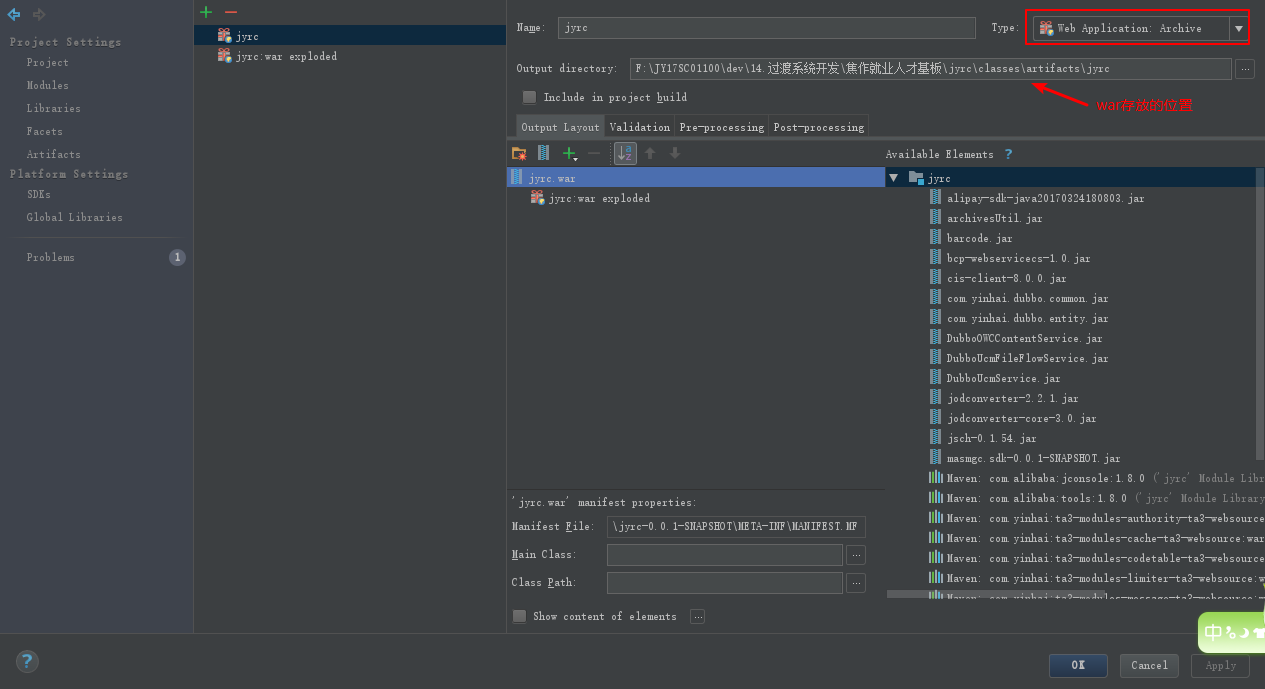 Project Settings
Project
Modules
Libraries
Facets
Artifacts
Platform Settings
SDKs
Global Libraries
Problems
1
jyrc
jyrc:war exploded
Name:
jyrc
Type:
Web Application: Archive
Output directory:
F:\JY17SC01100\dev\14.过渡系统开发\焦作就业人才基板\jyrc\classes\artifacts\jyrc
...
war存放的位置
Include in project build
Output Layout
Validation
Pre-processing
Post-processing
jyrc.war
jyrc:war exploded
Available Elements ?
jyrc
alipay-sdk-java20170324180803.jar
archivesUtil.jar
barcode.jar
bcp-webservicecs-1.0.jar
cis-client-8.0.0.jar
com.yinhai.dubbo.common.jar
com.yinhai.dubbo.entity.jar
DubboOWCContentService.jar
DubboUcmFileFlowService.jar
DubboUcmService.jar
jodconverter-2.2.1.jar
jodconverter-core-3.0.jar
jsch-0.1.54.jar
masmgc.sdk-0.0.1-SNAPSHOT.jar
Maven: com.alibaba:jconsole:1.8.0 ('jyrc' Module Libr
Maven: com.alibaba:tools:1.8.0 ('jyrc' Module Library
Maven: com.yinhai:ta3-modules-authority-ta3-websource
Maven: com.yinhai:ta3-modules-cache-ta3-websource:war
Maven: com.yinhai:ta3-modules-codetable-ta3-websource
Maven: com.yinhai:ta3-modules-limiter-ta3-websource:w
Maven: com.yinhai:ta3-modules-message-ta3-websource:w
'jyrc.war' manifest properties:
Manifest File:
\jyrc-0.0.1-SNAPSHOT\META-INF\MANIFEST.MF
Main Class:
...
Class Path:
...
Show content of elements
...
中
?
OK
Cancel
Apply